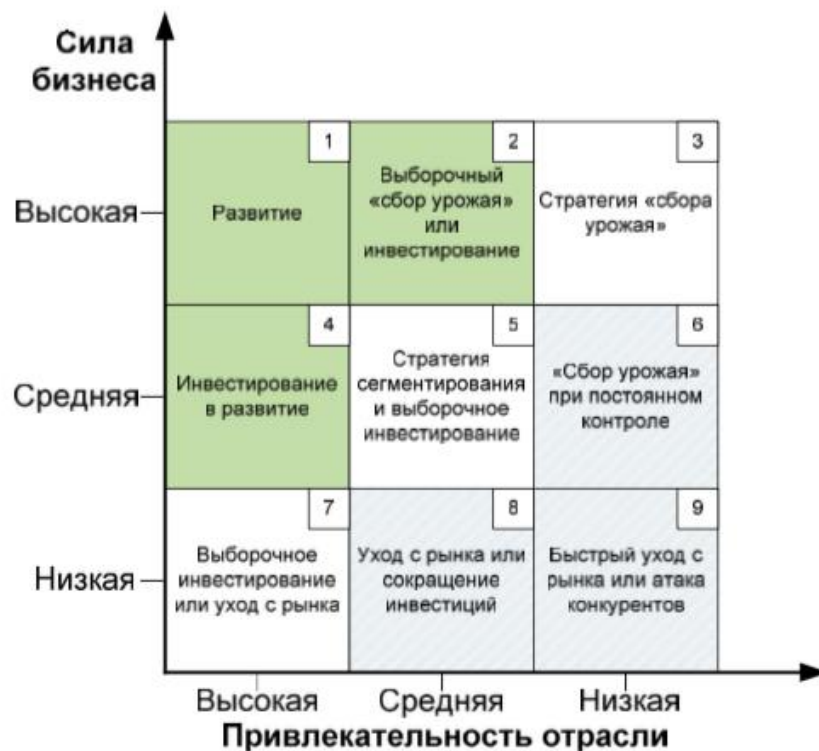 Сила
бизнеса
1
2
3
Высокая
Развитие
Выборочный
«сбор урожая»
или
инвестирование
Стратегия «сбора
урожая»
4
5
6
Средняя
Инвестирование
в развитие
Стратегия
сегментирования
и выборочное
инвестирование
«Сбор урожая»
при постоянном
контроле
7
8
9
Низкая
Выборочное
инвестирование
или уход с рынка
Уход с рынка или
сокращение
инвестиций
Быстрый уход с
рынка или атака
конкурентов
Высокая
Средняя
Низкая
Привлекательность отрасли